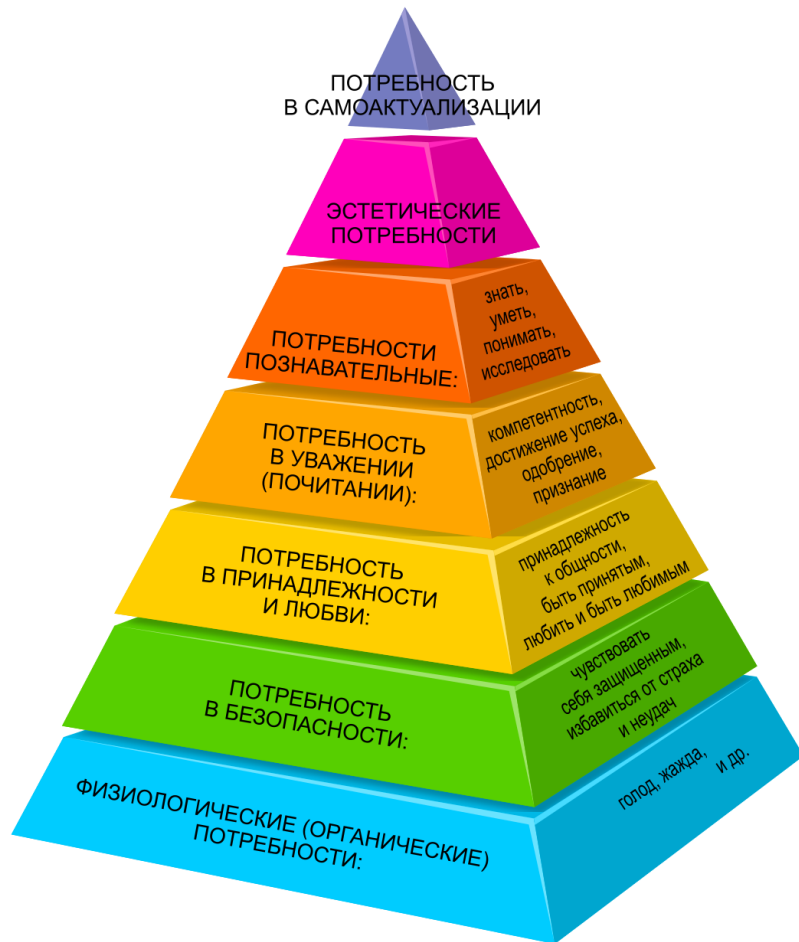 ПОТРЕБНОСТЬ
В САМОАКТУАЛИЗАЦИИ
ЭСТЕТИЧЕСКИЕ
ПОТРЕБНОСТИ
ПОТРЕБНОСТИ
ПОЗНАВАТЕЛЬНЫЕ:
знать,
уметь,
понимать,
исследовать
ПОТРЕБНОСТЬ
В УВАЖЕНИИ
(ПОЧИТАНИИ):
компетентность,
достижение успеха,
одобрение,
признание
ПОТРЕБНОСТЬ
В ПРИНАДЛЕЖНОСТИ
И ЛЮБВИ:
принадлежность
к общности,
быть принятым,
любить и быть любимым
ПОТРЕБНОСТЬ
В БЕЗОПАСНОСТИ:
чувствовать
себя защищенным,
избавиться от страха
и неудач
ФИЗИОЛОГИЧЕСКИЕ (ОРГАНИЧЕСКИЕ)
ПОТРЕБНОСТИ:
голод, жажда,
и др.